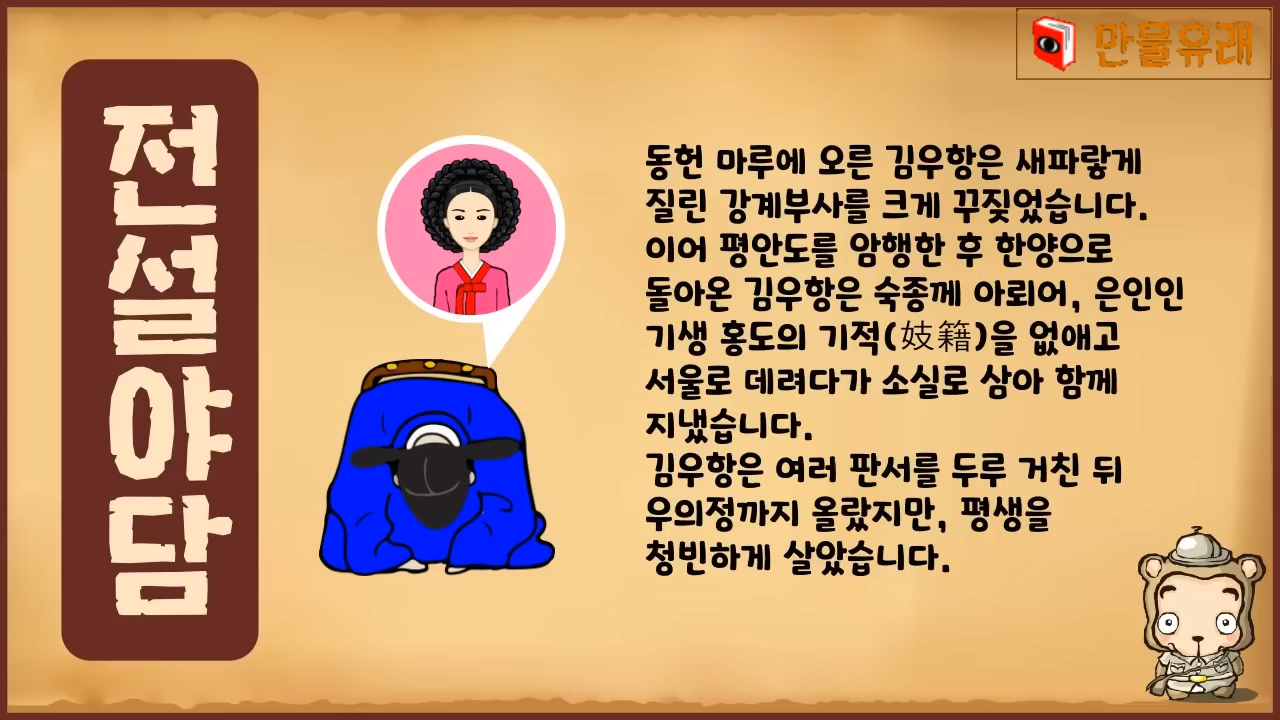 만물유래
전설야담
동헌 마루에 오른 김우항은 새파랗게
질린 강계부사를 크게 꾸짖었습니다.
이어 평안도를 암행한 후 한양으로
돌아온 김우항은 숙종께 아뢰어, 은인인
기생 홍도의 기적(妓籍)을 없애고
서울로 데려다가 소실로 삼아 함께
지냈습니다.
김우항은 여러 판서를 두루 거친 뒤
우의정까지 올랐지만, 평생을
청빈하게 살았습니다.